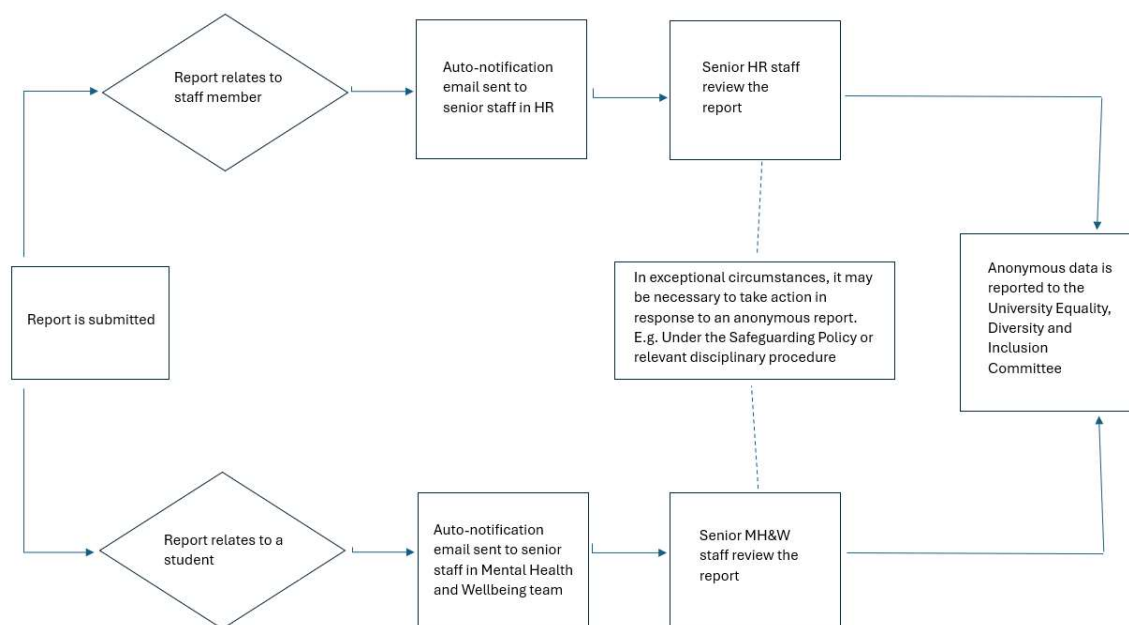 Report relates to
staff member
Auto-notification
email sent to
senior staff in HR
Senior HR staff
review the
report
Report is submitted
In exceptional circumstances, it may
be necessary to take action in
response to an anonymous report.
E.g. Under the Safeguarding Policy or
relevant disciplinary procedure
Anonymous data is
reported to the
University Equality,
Diversity and
Inclusion
Committee
Report relates to a
student
Auto-notification
email sent to senior
staff in Mental Health
and Wellbeing team
Senior MH&W
staff review the
report